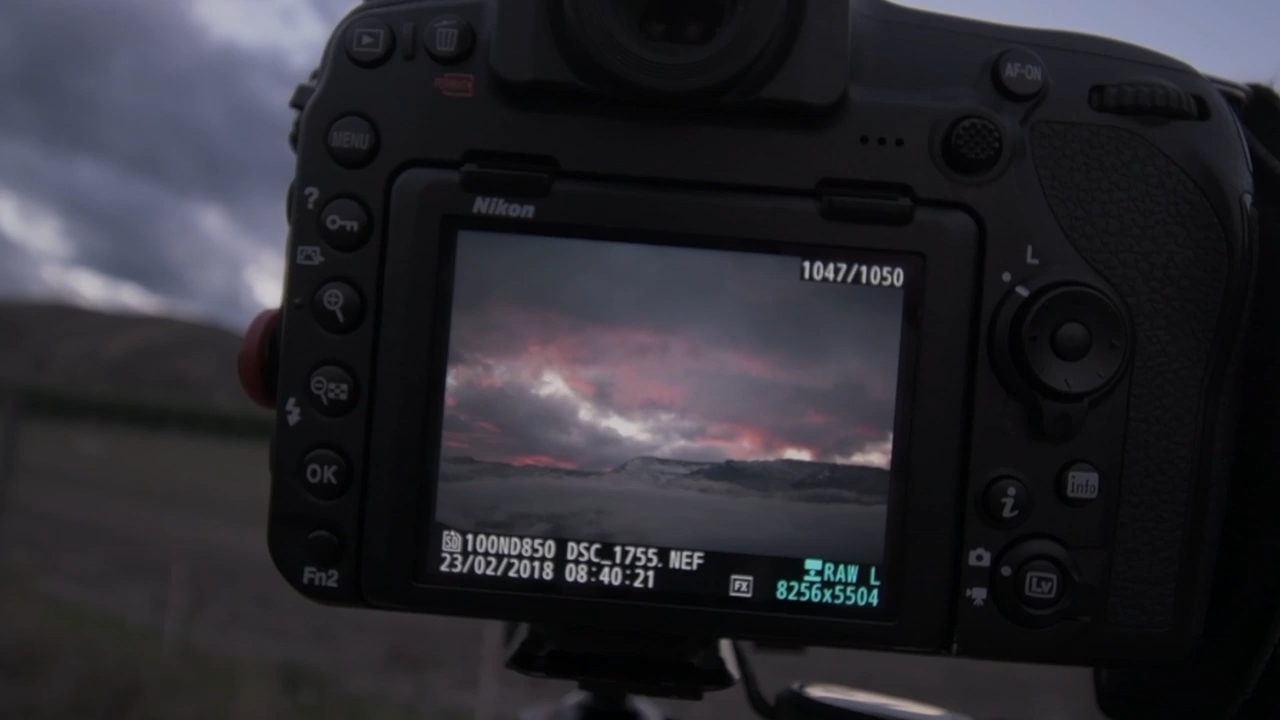 AF-ON
MENU
?
Nikon
L
1047/1050
OK
i
info
100ND850 DSC_1755.NEF
23/02/2018 08:40:21
FX
RAW L
8256x5504
Lv
Fn2